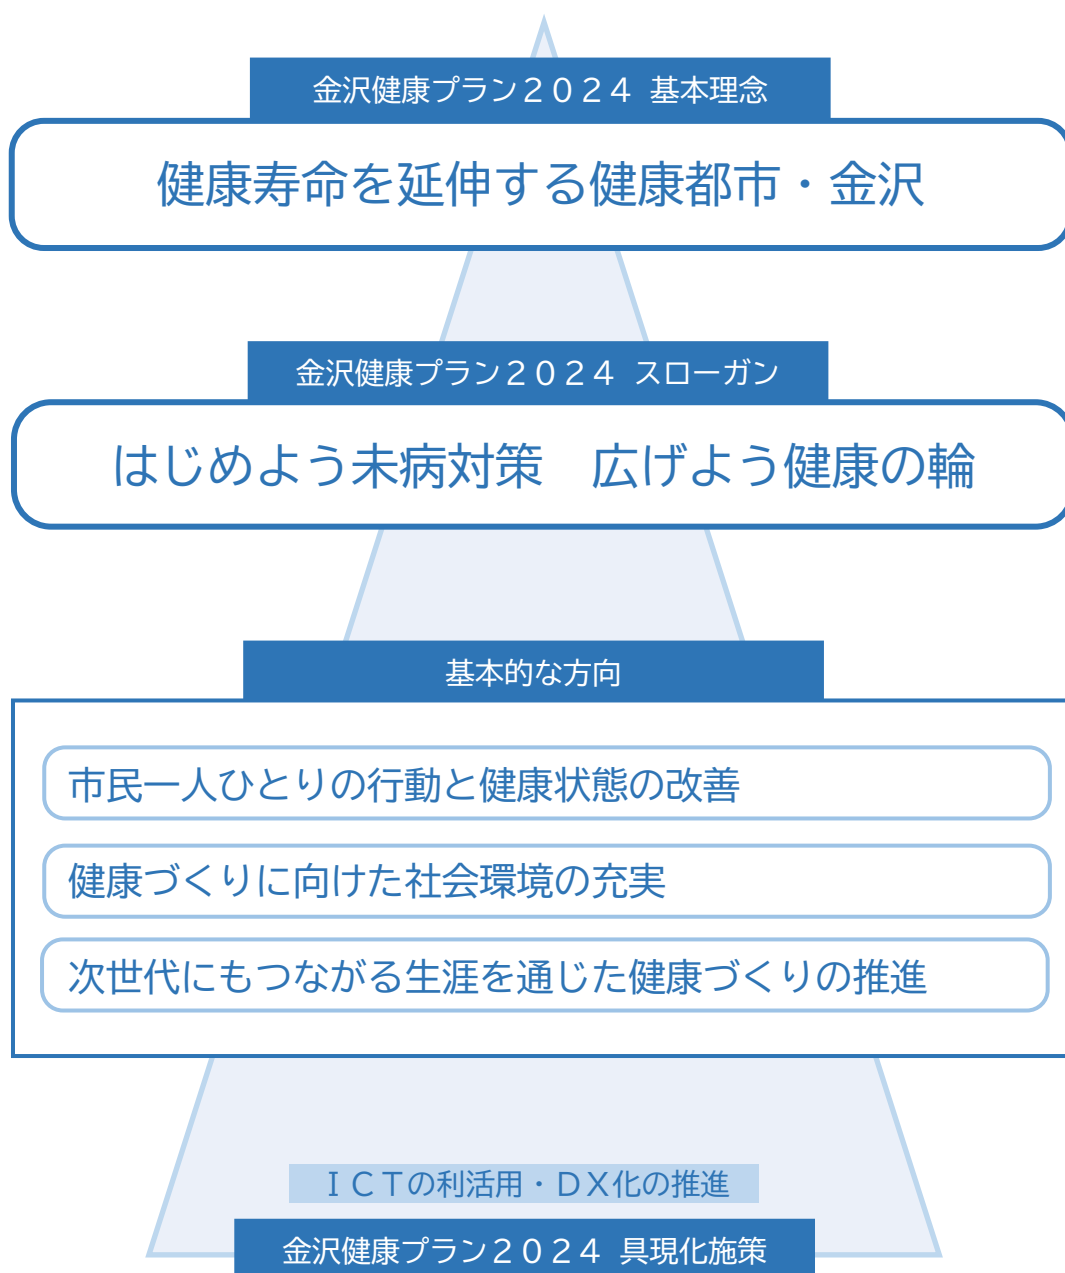 金沢健康プラン２０２４ 基本理念
健康寿命を延伸する健康都市・金沢
金沢健康プラン２０２４ スローガン
はじめよう未病対策　広げよう健康の輪
基本的な方向
市民一人ひとりの行動と健康状態の改善
健康づくりに向けた社会環境の充実
次世代にもつながる生涯を通じた健康づくりの推進
ＩＣＴの利活用・ＤＸ化の推進
金沢健康プラン２０２４ 具現化施策